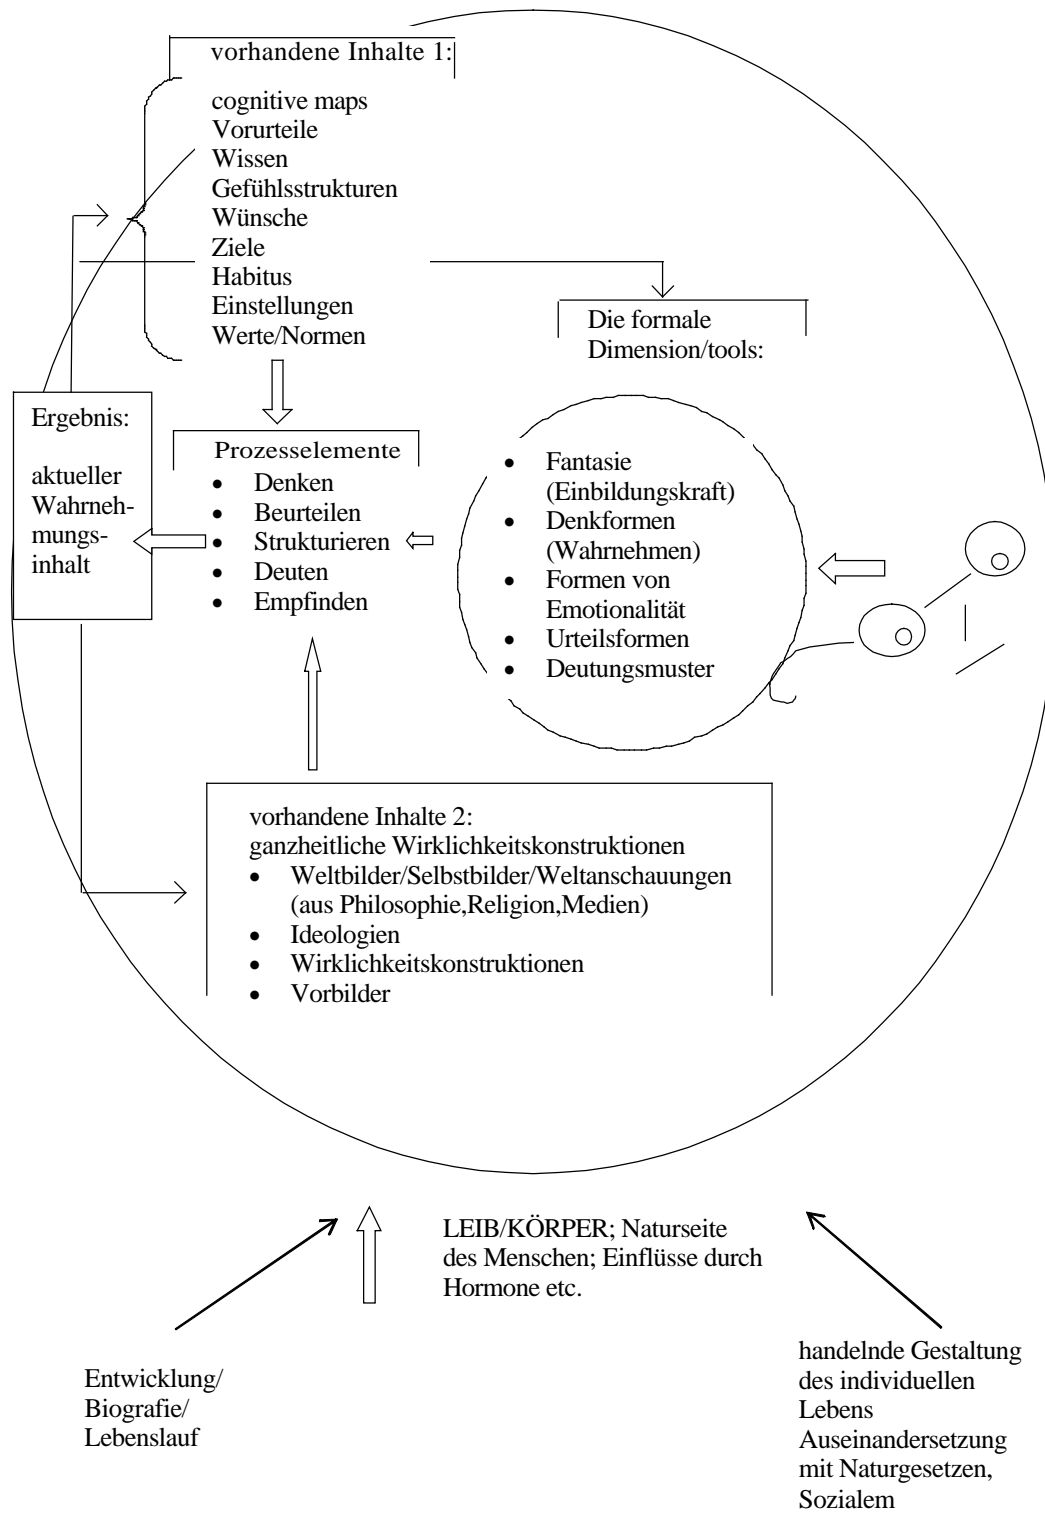 vorhandene Inhalte 1:
cognitive maps
Vorurteile
Wissen
Gefühlsstrukturen
Wünsche
Ziele
Habitus
Einstellungen
Werte/Normen
Die formale
Dimension/tools:
Ergebnis:
aktueller
Wahrneh-
mungs-
inhalt
Prozesselemente
• Denken
• Beurteilen
• Strukturieren
• Deuten
• Empfinden
• Fantasie
(Einbildungskraft)
• Denkformen
(Wahrnehmen)
• Formen von
Emotionalität
• Urteilsformen
• Deutungsmuster
vorhandene Inhalte 2:
ganzheitliche Wirklichkeitskonstruktionen
• Weltbilder/Selbstbilder/Weltanschauungen
(aus Philosophie,Religion,Medien)
• Ideologien
• Wirklichkeitskonstruktionen
• Vorbilder
LEIB/KÖRPER; Naturseite
des Menschen; Einflüsse durch
Hormone etc.
Entwicklung/
Biografie/
Lebenslauf
handelnde Gestaltung
des individuellen
Lebens
Auseinandersetzung
mit Naturgesetzen,
Sozialem